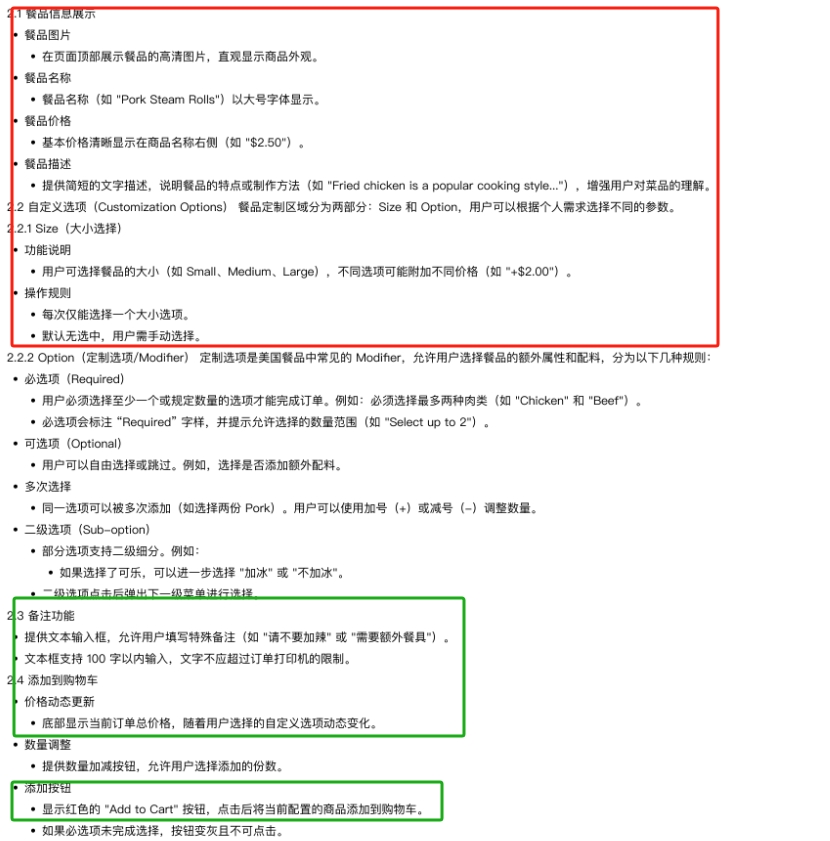 2.1 餐品信息展示
• 餐品图片
• 在页面顶部展示餐品的高清图片，直观显示商品外观。
• 餐品名称
• 餐品名称（如 "Pork Steam Rolls"）以大号字体显示。
• 餐品价格
• 基本价格清晰显示在商品名称右侧（如 "$2.50"）。
• 餐品描述
• 提供简短的文字描述，说明餐品的特点或制作方法（如 "Fried chicken is a popular cooking style..."），增强用户对菜品的理解。
2.2 自定义选项（Customization Options） 餐品定制区域分为两部分：Size 和 Option，用户可以根据个人需求选择不同的参数。
2.2.1 Size（大小选择）
• 功能说明
• 用户可选择餐品的大小（如 Small、Medium、Large），不同选项可能附加不同价格（如 "+$2.00"）。
• 操作规则
• 每次仅能选择一个大小选项。
• 默认无选中，用户需手动选择。
2.2.2 Option（定制选项/Modifier） 定制选项是美国餐品中常见的 Modifier，允许用户选择餐品的额外属性和配料，分为以下几种规则：
• 必选项（Required）
• 用户必须选择至少一个或规定数量的选项才能完成订单。例如：必须选择最多两种肉类（如 "Chicken" 和 "Beef"）。
• 必选项会标注 “Required” 字样，并提示允许选择的数量范围（如 "Select up to 2"）。
• 可选项（Optional）
• 用户可以自由选择或跳过。例如，选择是否添加额外配料。
• 多次选择
• 同一选项可以被多次添加（如选择两份 Pork）。用户可以使用加号（+）或减号（-）调整数量。
• 二级选项（Sub-option）
• 部分选项支持二级细分。例如：
• 如果选择了可乐，可以进一步选择 "加冰" 或 "不加冰"。
• 二级选项点击后弹出下一级菜单进行选择。
2.3 备注功能
• 提供文本输入框，允许用户填写特殊备注（如 "请不要加辣" 或 "需要额外餐具"）。
• 文本框支持 100 字以内输入，文字不应超过订单打印机的限制。
2.4 添加到购物车
• 价格动态更新
• 底部显示当前订单总价格，随着用户选择的自定义选项动态变化。
• 数量调整
• 提供数量加减按钮，允许用户选择添加的份数。
• 添加按钮
• 显示红色的 "Add to Cart" 按钮，点击后将当前配置的商品添加到购物车。
• 如果必选项未完成选择，按钮变灰且不可点击。